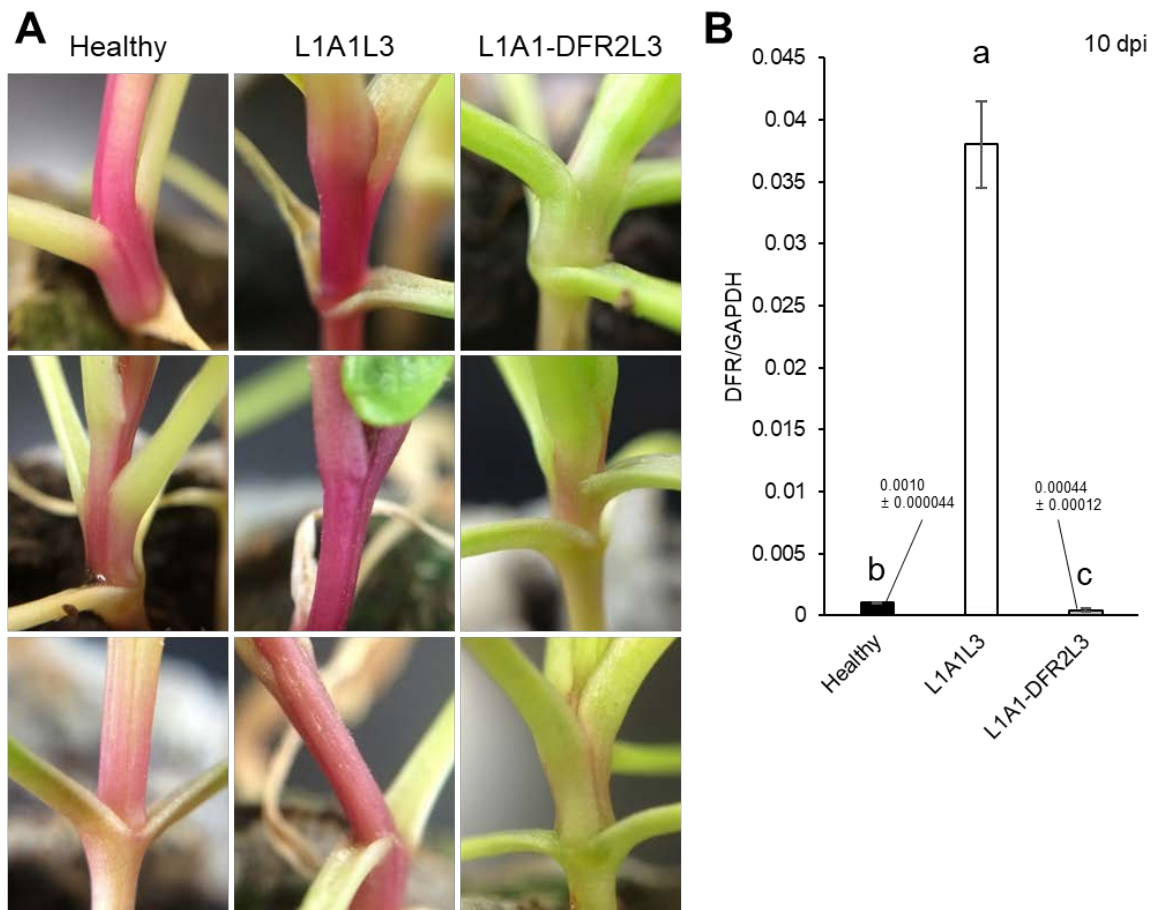 A
Healthy
L1A1L3
L1A1-DFR2L3
B
10 dpi
DFR/GAPDH
0.045
0.04
0.035
0.03
0.025
0.02
0.015
0.01
0.005
0
a
b
c
0.0010
± 0.000044
0.00044
± 0.00012
Healthy
L1A1L3
L1A1-DFR2L3